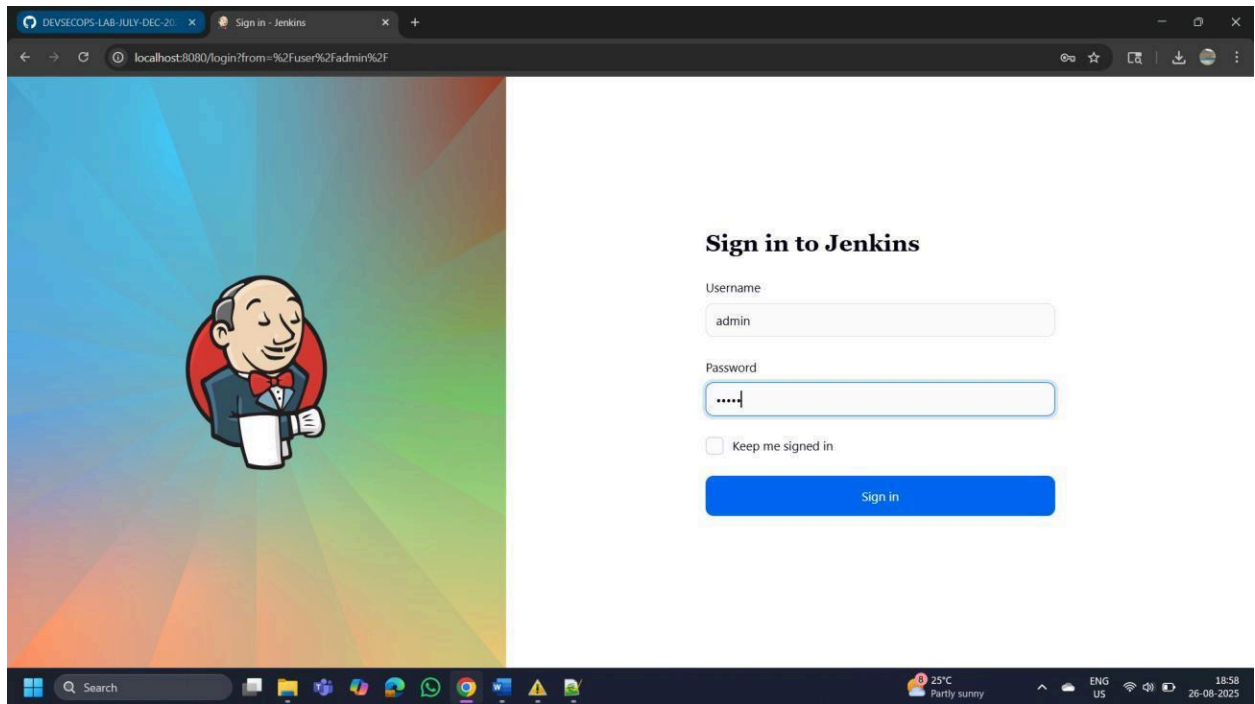 DEVSECOPS-LAB-JULY-DEC-20
Sign in - Jenkins
localhost:8080/login?from=%2Fuser%2Fadmin%2F
Sign in to Jenkins
Username
admin
Password
•••••
Keep me signed in
Sign in
Search
8
25°C
Partly sunny
ENG
US
18:58
26-08-2025